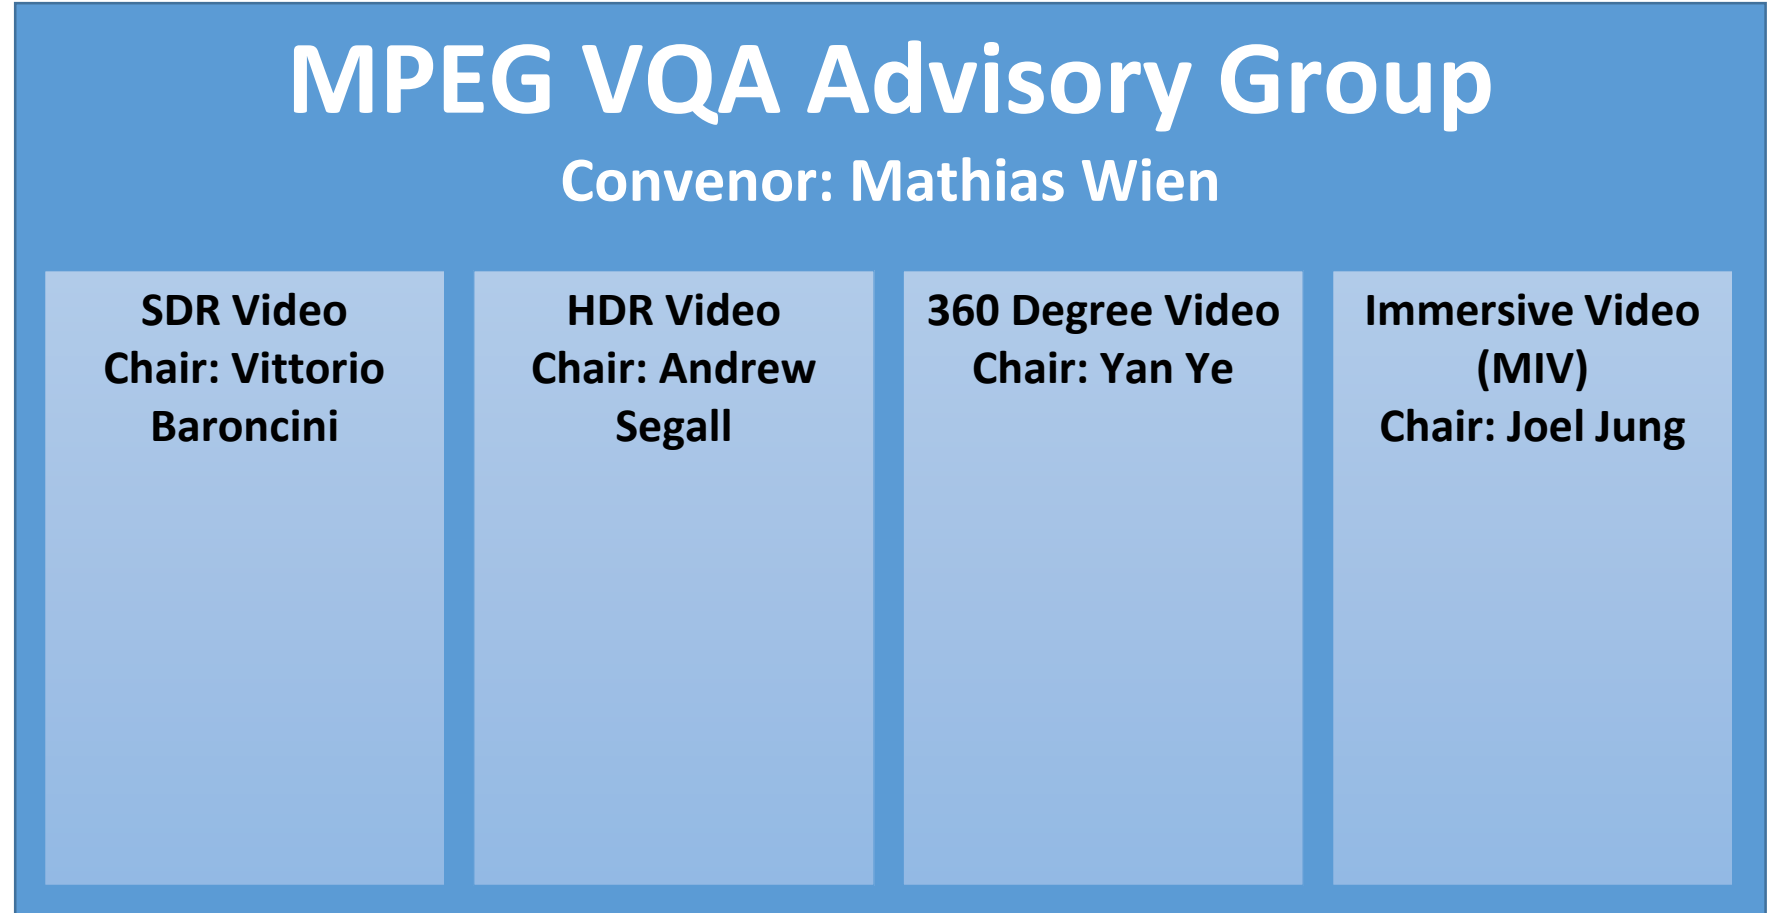 MPEG VQA Advisory Group
Convenor: Mathias Wien
SDR Video
Chair: Vittorio
Baroncini
HDR Video
Chair: Andrew
Segall
360 Degree Video
Chair: Yan Ye
Immersive Video
(MIV)
Chair: Joel Jung